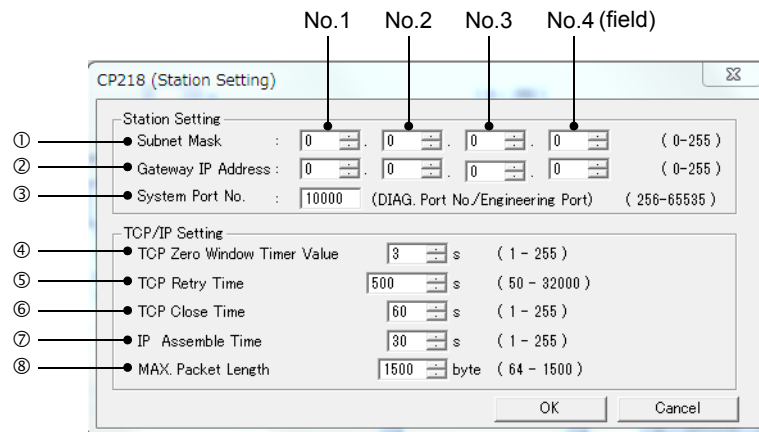 No.1 No.2 No.3 No.4 (field)
CP218 (Station Setting)
Station Setting
① Subnet Mask : 0 . 0 . 0 . 0 ( 0-255 )
② Gateway IP Address : 0 . 0 . 0 . 0 ( 0-255 )
③ System Port No. : 10000 (DIAG. Port No./Engineering Port) ( 256-65535 )
TCP/IP Setting
④ TCP Zero Window Timer Value 3 s ( 1 - 255 )
⑤ TCP Retry Time 500 s ( 50 - 32000 )
⑥ TCP Close Time 60 s ( 1 - 255 )
⑦ IP Assemble Time 30 s ( 1 - 255 )
⑧ MAX. Packet Length 1500 byte ( 64 - 1500 )
OK Cancel